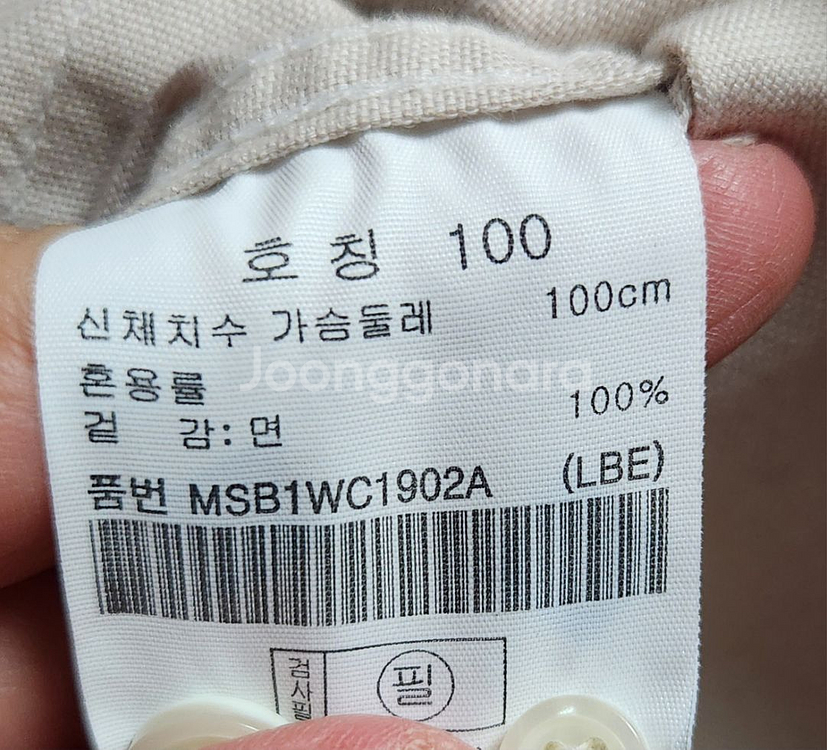 호 칭 100
신체치수 가슴둘레 100cm
혼용률
겉 감: 면 100%
품번 MSB1WC1902A (LBE)
검사필
필
Joonggonara